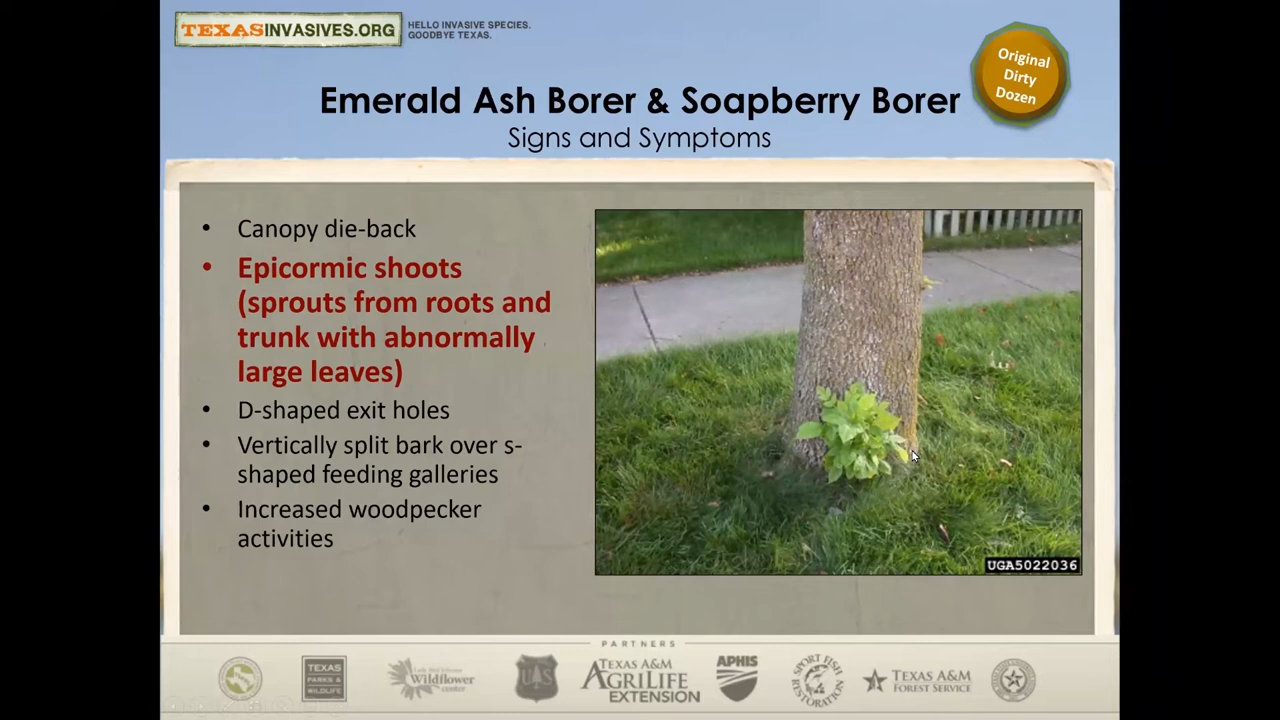 TEXASINVASIVES.ORG
HELLO INVASIVE SPECIES.
GOODBYE TEXAS.
Original
Dirty
Dozen
Emerald Ash Borer & Soapberry Borer
Signs and Symptoms
• Canopy die-back
• Epicormic shoots
(sprouts from roots and
trunk with abnormally
large leaves)
• D-shaped exit holes
• Vertically split bark over s-
shaped feeding galleries
• Increased woodpecker
activities
UGA5022036
PARTNERS
TEXAS
PARKS &
WILDLIFE
Wildflower
center
UAS
TEXAS A&M
AGRILIFE
EXTENSION
APHIS
SPORT FISH
RESTORATION
TEXAS A&M
FOREST SERVICE